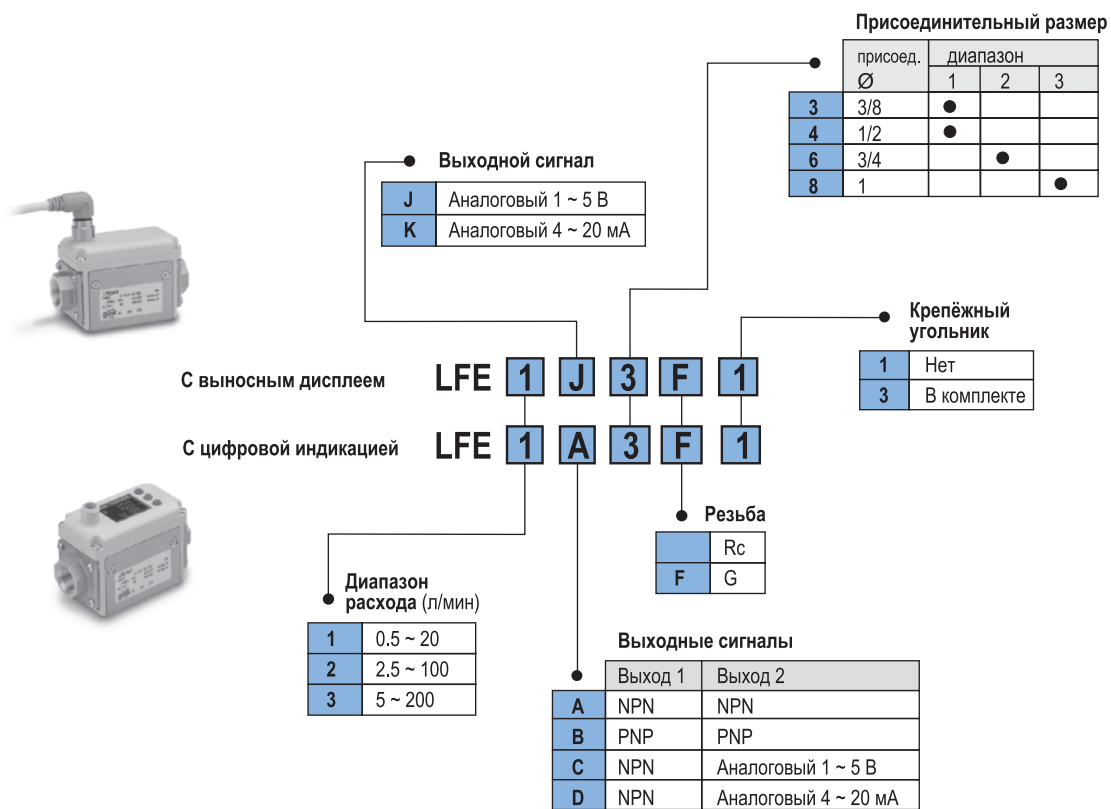 Присоединительный размер
присоед. диапазон
Ø 1 2 3
3 3/8 ●
4 1/2 ●
6 3/4 ●
8 1 ●
Выходной сигнал
J Аналоговый 1 ~ 5 В
K Аналоговый 4 ~ 20 мА
Крепёжный
угольник
1 Нет
3 В комплекте
С выносным дисплеем LFE 1 J 3 F 1
С цифровой индикацией LFE 1 A 3 F 1
Резьба
Rc
F G
Диапазон
расхода (л/мин)
1 0.5 ~ 20
2 2.5 ~ 100
3 5 ~ 200
Выходные сигналы
Выход 1 Выход 2
A NPN NPN
B PNP PNP
C NPN Аналоговый 1 ~ 5 В
D NPN Аналоговый 4 ~ 20 мА